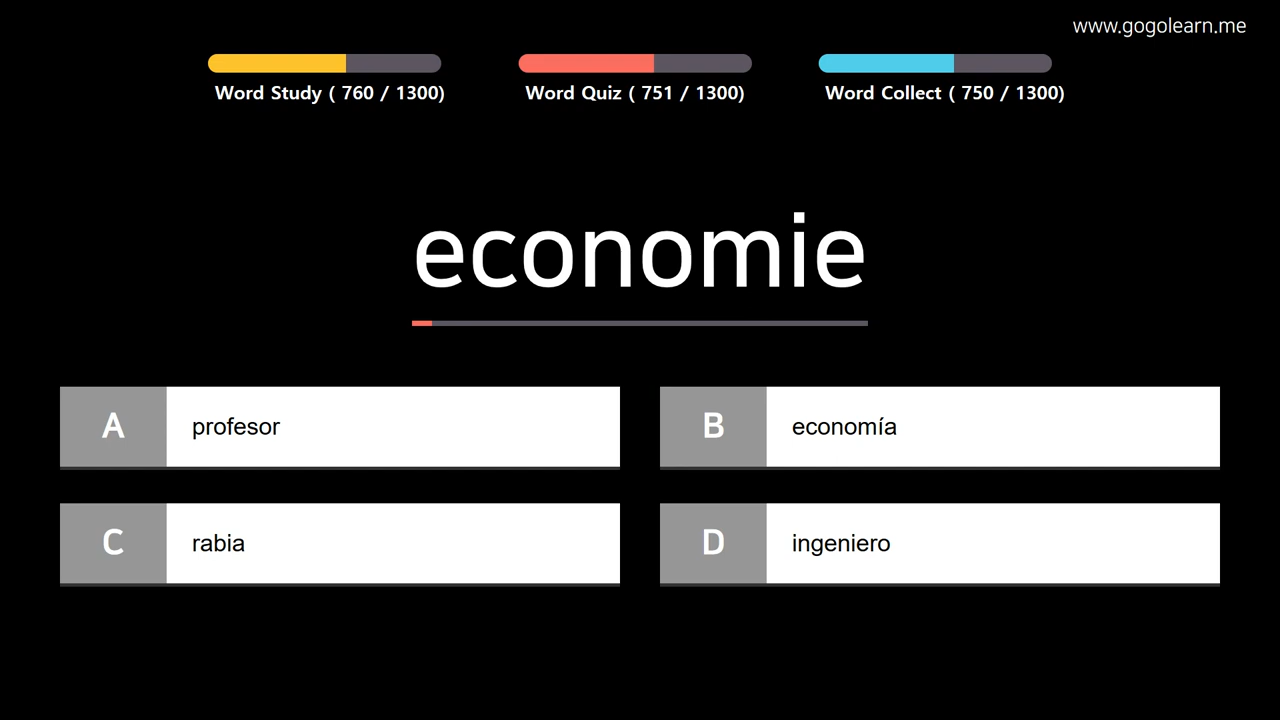 www.gogolearn.me
Word Study ( 760 / 1300)
Word Quiz ( 751 / 1300)
Word Collect ( 750 / 1300)
economie
A profesor
B economía
C rabia
D ingeniero